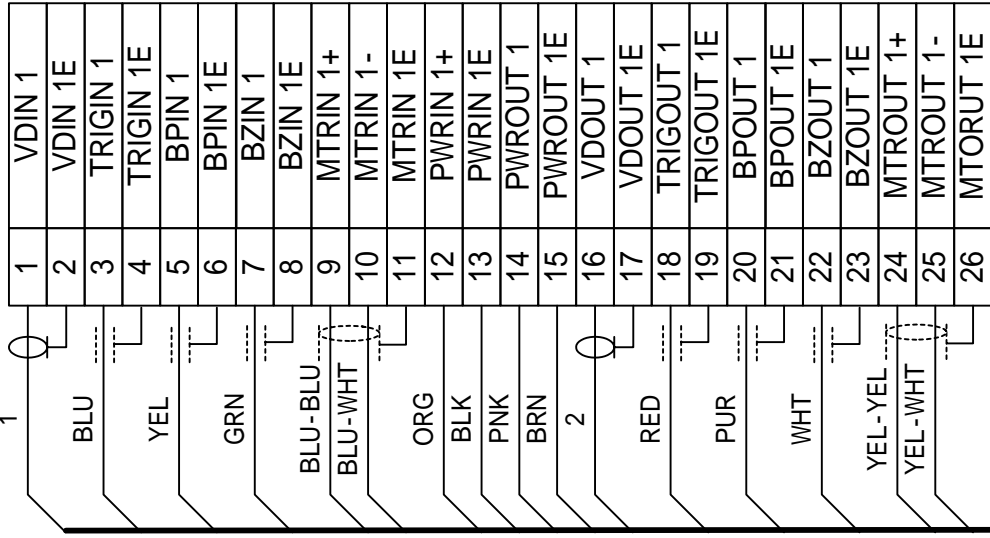 VDIN 1
VDIN 1E
TRIGIN 1
TRIGIN 1E
BPIN 1
BPIN 1E
BZIN 1
BZIN 1E
MTRIN 1+
MTRIN 1-
MTRIN 1E
PWRIN 1+
PWRIN 1E
PWROUT 1
PWROUT 1E
VDOUT 1
VDOUT 1E
TRIGOUT 1
TRIGOUT 1E
BPOUT 1
BPOUT 1E
BZOUT 1
BZOUT 1E
MTROUT 1+
MTROUT 1-
MTORUT 1E
1
2
3
4
5
6
7
8
9
10
11
12
13
14
15
16
17
18
19
20
21
22
23
24
25
26
1
BLU
YEL
GRN
BLU-BLU
BLU-WHT
ORG
BLK
PNK
BRN
2
RED
PUR
WHT
YEL-YEL
YEL-WHT